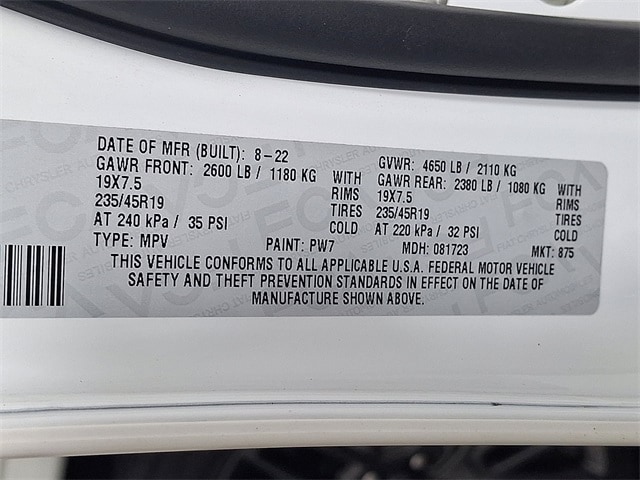 DATE OF MFR (BUILT): 8-22 GVWR: 4650 LB / 2110 KG
GAWR FRONT: 2600 LB / 1180 KG WITH GAWR REAR: 2380 LB / 1080 KG WITH
19X7.5 RIMS 19X7.5 RIMS
235/45R19 TIRES 235/45R19 TIRES
AT 240 kPa / 35 PSI COLD AT 220 kPa / 32 PSI COLD
TYPE: MPV PAINT: PW7 MDH: 081723 MKT: 875
THIS VEHICLE CONFORMS TO ALL APPLICABLE U.S.A. FEDERAL MOTOR VEHICLE
SAFETY AND THEFT PREVENTION STANDARDS IN EFFECT ON THE DATE OF
MANUFACTURE SHOWN ABOVE.